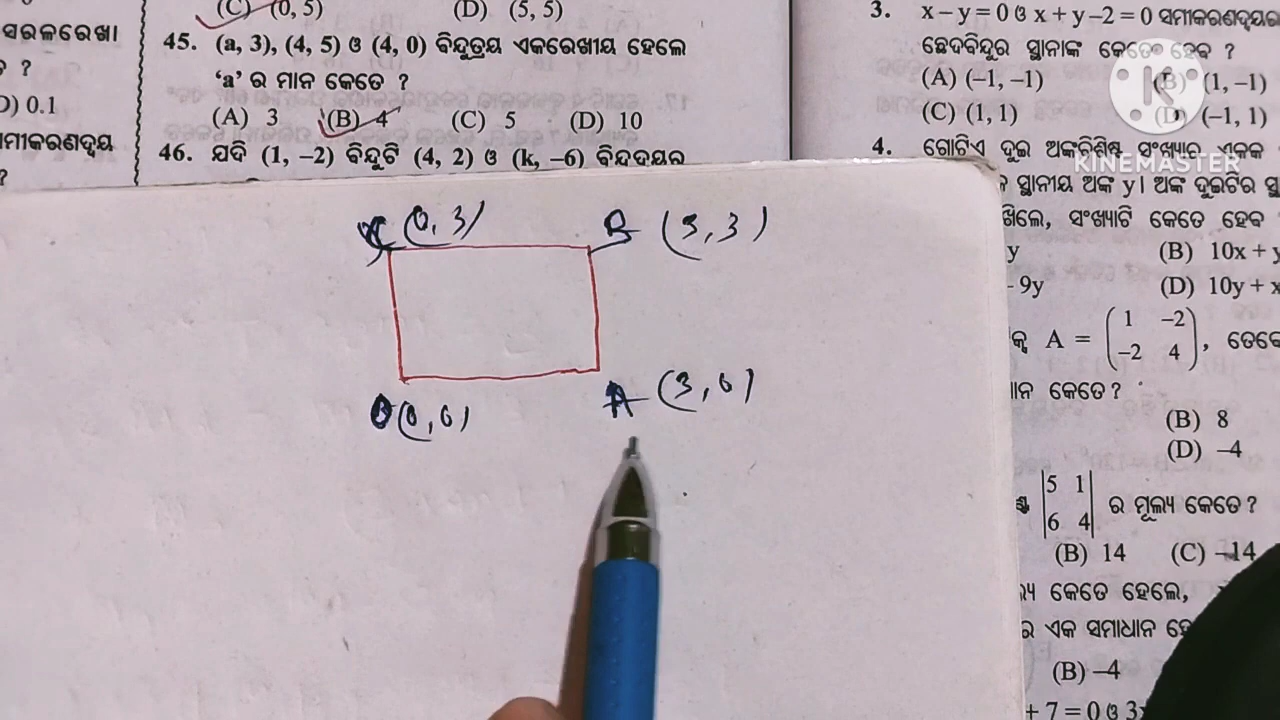 ସରଳରେଖା
?
(D) 0.1
ସମୀକରଣଦ୍ୱୟ
?
(C) (0, 5) (D) (5, 5)
45. (a, 3), (4, 5) ଓ (4, 0) ବିନ୍ଦୁତ୍ରୟ ଏକରେଖୀୟ ହେଲେ
‘a’ ର ମାନ କେତେ ?
(A) 3 (B) 4 (C) 5 (D) 10
46. ଯଦି (1, –2) ବିନ୍ଦୁଟି (4, 2) ଓ (k, –6) ବିନ୍ଦୁଦ୍ୱୟର
C (0, 3) B (3, 3)
O (0, 0) A (3, 0)
3. x – y = 0 ଓ x + y –2 = 0 ସମୀକରଣଦ୍ୱୟର
ଛେଦବିନ୍ଦୁର ସ୍ଥାନାଙ୍କ କେତେ ହେବ ?
(A) (–1, –1) (B) (1, –1)
(C) (1, 1) (D) (–1, 1)
K
KINEMASTER
4. ଗୋଟିଏ ଦୁଇ ଅଙ୍କବିଶିଷ୍ଟ ସଂଖ୍ୟାର ଏକକ
ସ୍ଥାନୀୟ ଅଙ୍କ y। ଅଙ୍କ ଦୁଇଟିର
ଲେଖିଲେ, ସଂଖ୍ୟାଟି କେତେ ହେବ
y (B) 10x + y
- 9y (D) 10y + x
A = ( 1 –2 –2 4 ), ତେବେ
ମାନ କେତେ ?
(B) 8
(D) –4
|5 1 6 4| ର ମୂଲ୍ୟ କେତେ ?
(B) 14 (C) –14
କେତେ ହେଲେ,
ର ଏକ ସମାଧାନ
(B) –4
+ 7 = 0 ଓ 3x